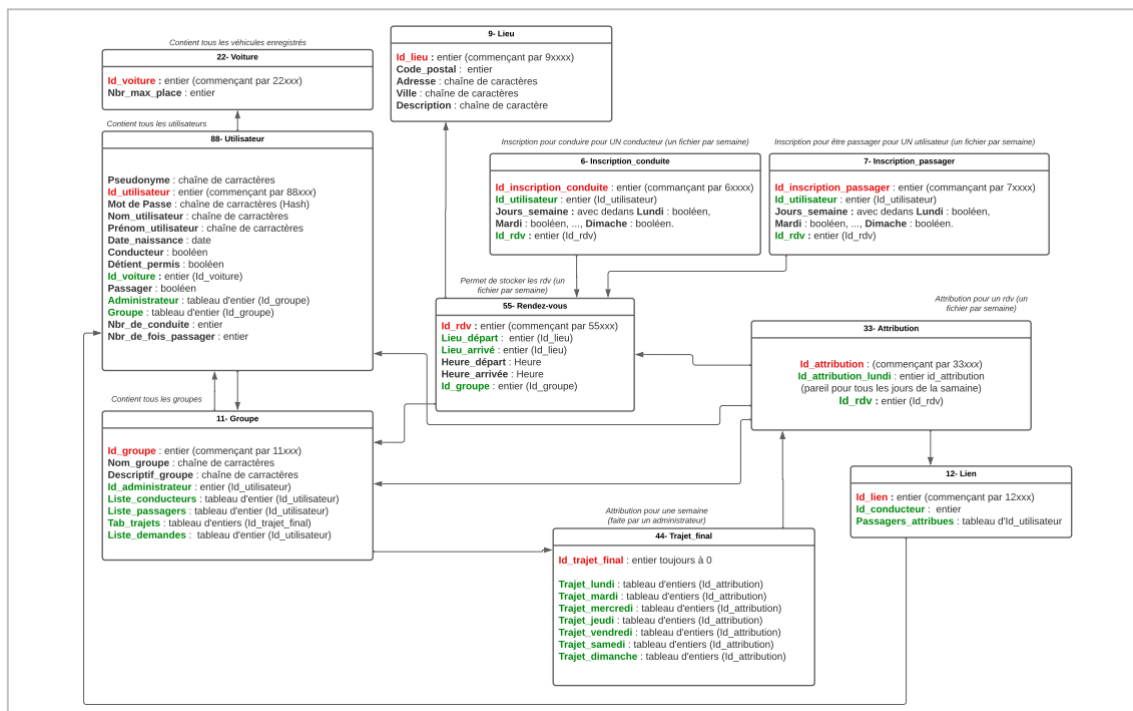 Contient tous les véhicules enregistrés
22- Voiture
Id_voiture : entier (commençant par 22xxx)
Nbr_max_place : entier
9- Lieu
Id_lieu : entier (commençant par 9xxxx)
Code_postal : entier
Adresse : chaîne de caractères
Ville : chaîne de caractères
Description : chaîne de caractère
Contient tous les utilisateurs
88- Utilisateur
Pseudonyme : chaîne de carractères
Id_utilisateur : entier (commençant par 88xxx)
Mot de Passe : chaîne de carractères (Hash)
Nom_utilisateur : chaîne de caractères
Prénom_utilisateur : chaîne de caractères
Date_naissance : date
Conducteur : booléen
Détient_permis : booléen
Id_voiture : entier (Id_voiture)
Passager : booléen
Administrateur : tableau d'entier (Id_groupe)
Groupe : tableau d'entier (Id_groupe)
Nbr_de_conduite : entier
Nbr_de_fois_passager : entier
Inscription pour conduire pour UN conducteur (un fichier par semaine)
6- Inscription_conduite
Id_inscription_conduite : entier (commançant par 6xxxx)
Id_utilisateur : entier (Id_utilisateur)
Jours_semaine : avec dedans Lundi : booléen,
Mardi : booléen, ..., Dimache : booléen.
Id_rdv : entier (Id_rdv)
Inscription pour être passager pour UN utilisateur (un fichier par semaine)
7- Inscription_passager
Id_inscription_passager : entier (commançant par 7xxxx)
Id_utilisateur : entier (Id_utilisateur)
Jours_semaine : avec dedans Lundi : booléen,
Mardi : booléen, ..., Dimache : booléen.
Id_rdv : entier (Id_rdv)
Permet de stocker les rdv (un
fichier par semaine)
55- Rendez-vous
Id_rdv : entier (commençant par 55xxx)
Lieu_départ : entier (Id_lieu)
Lieu_arrivé : entier (Id_lieu)
Heure_départ : Heure
Heure_arrivée : Heure
Id_groupe : entier (Id_groupe)
Attribution pour un rdv (un
fichier par semaine)
33- Attribution
Id_attribution : (commençant par 33xxx)
Id_attribution_lundi : entier id_attribution
(pareil pour tous les jours de la samaine)
Id_rdv : entier (Id_rdv)
Contient tous les groupes
11- Groupe
Id_groupe : entier (commençant par 11xxx)
Nom_groupe : chaîne de carractères
Descriptif_groupe : chaîne de carractères
Id_administrateur : entier (Id_utilisateur)
Liste_conducteurs : tableau d'entier (Id_utilisateur)
Liste_passagers : tableau d'entier (Id_utilisateur)
Tab_trajets : tableau d'entiers (Id_trajet_final)
Liste_demandes : tableau d'entier (Id_utilisateur)
12- Lien
Id_lien : entier (commençant par 12xxx)
Id_conducteur : entier
Passagers_attribues : tableau d'Id_utilisateur
Attribution pour une semaine
(faite par un administrateur)
44- Trajet_final
Id_trajet_final : entier toujours à 0
Trajet_lundi : tableau d'entiers (Id_attribution)
Trajet_mardi : tableau d'entiers (Id_attribution)
Trajet_mercredi : tableau d'entiers (Id_attribution)
Trajet_jeudi : tableau d'entiers (Id_attribution)
Trajet_vendredi : tableau d'entiers (Id_attribution)
Trajet_samedi : tableau d'entiers (Id_attribution)
Trajet_dimanche : tableau d'entiers (Id_attribution)